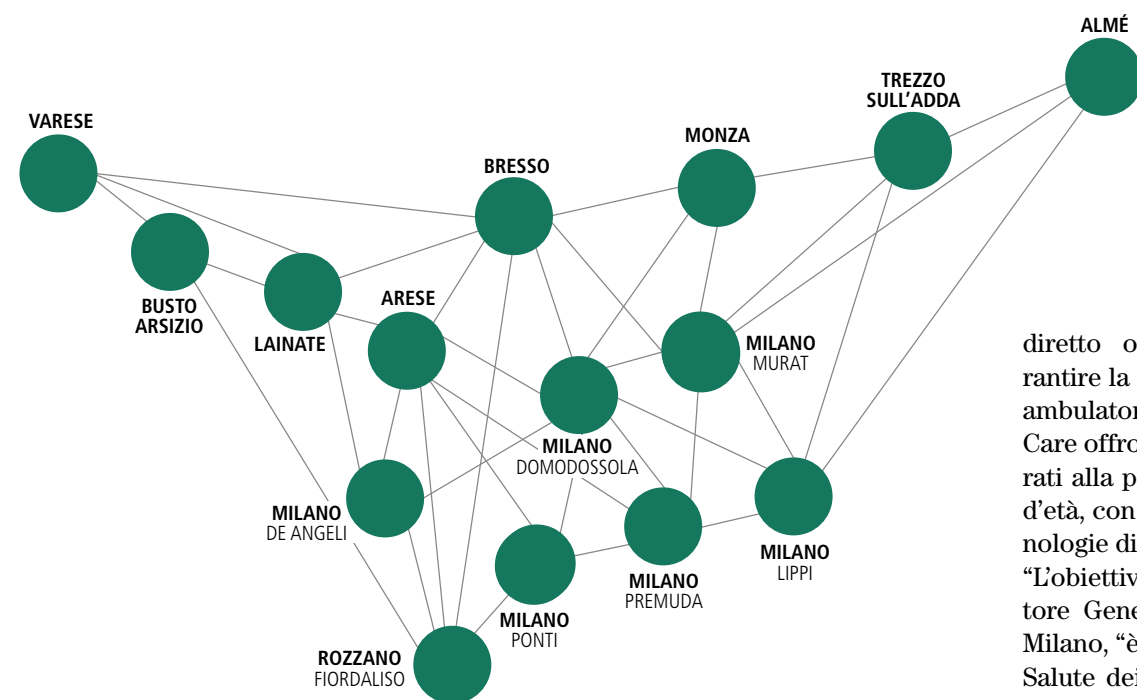 ALMÉ
TREZZO
SULL'ADDA
VARESE
MONZA
BRESSO
BUSTO
ARSIZIO
LAINATE
ARESE
MILANO
MURAT
MILANO
DOMODOSSOLA
MILANO
DE ANGELI
MILANO
LIPPI
MILANO
PREMUDA
MILANO
PONTI
ROZZANO
FIORDALISO
diretto o
rantire la
ambulator
Care offro
rati alla p
d'età, con
nologie di
“L'obiettiv
tore Gene
Milano, “è
Salute dei